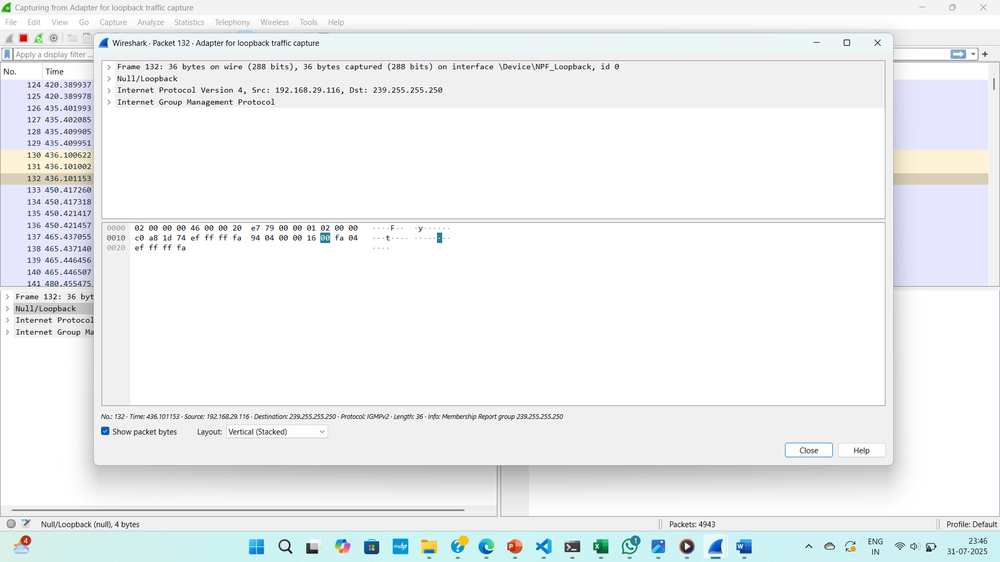 Capturing from Adapter for loopback traffic capture
File Edit View Go Capture Analyze Statistics Telephony Wireless Tools Help
Wireshark · Packet 132 · Adapter for loopback traffic capture
Apply a display filter ...
No. Time
124 420.389937
125 420.389978
126 435.401993
127 435.402085
128 435.409905
129 435.409951
130 436.100622
131 436.101002
132 436.101153
133 450.417260
134 450.417318
135 450.421417
136 450.421457
137 465.437055
138 465.437140
139 465.446456
140 465.446507
141 480.455475
Frame 132: 36 byt
Null/Loopback
Internet Protocol
Internet Group Ma
Frame 132: 36 bytes on wire (288 bits), 36 bytes captured (288 bits) on interface \Device\NPF_Loopback, id 0
Null/Loopback
Internet Protocol Version 4, Src: 192.168.29.116, Dst: 239.255.255.250
Internet Group Management Protocol
0000 02 00 00 00 46 00 00 20 e7 79 00 00 01 02 00 00 ····F·· ·y······
0010 c0 a8 1d 74 ef ff ff fa 94 04 00 00 16 00 fa 04 ···t···· ········
0020 ef ff ff fa ····
No.: 132 · Time: 436.101153 · Source: 192.168.29.116 · Destination: 239.255.255.250 · Protocol: IGMPv2 · Length: 36 · Info: Membership Report group 239.255.255.250
Show packet bytes Layout: Vertical (Stacked)
Close Help
Null/Loopback (null), 4 bytes Packets: 4943 Profile: Default
4
myhp
1
ENG
IN
23:46
31-07-2025